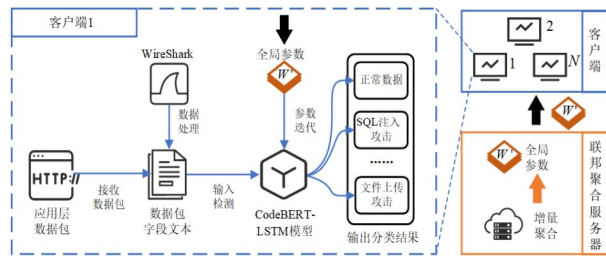 客户端1
WireShark
数据
处理
HTTP://
应用层
数据包
接收
数据包
数据包
字段文本
输入
检测
全局参数
W'
参数
迭代
CodeBERT-
LSTM模型
正常数据
SQL注入
攻击
......
文件上传
攻击
输出分类结果
2
1
N
客户端
W'
W'
全局
参数
增量
聚合
联邦聚合服务器